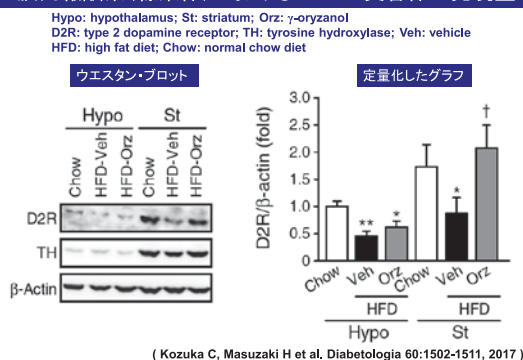 Hypo: hypothalamus; St: striatum; Orz: γ-oryzanol
D2R: type 2 dopamine receptor; TH: tyrosine hydroxylase; Veh: vehicle
HFD: high fat diet; Chow: normal chow diet
ウエスタン・ブロット
定量化したグラフ
Hypo St
Chow HFD-Veh HFD-Orz Chow HFD-Veh HFD-Orz
D2R
TH
β-Actin
D2R/β-actin (fold)
3.0
2.5
2.0
1.5
1.0
0.5
0
** * * †
Chow Veh Orz Chow Veh Orz
HFD HFD
Hypo St
( Kozuka C, Masuzaki H et al. Diabetologia 60:1502-1511, 2017 )